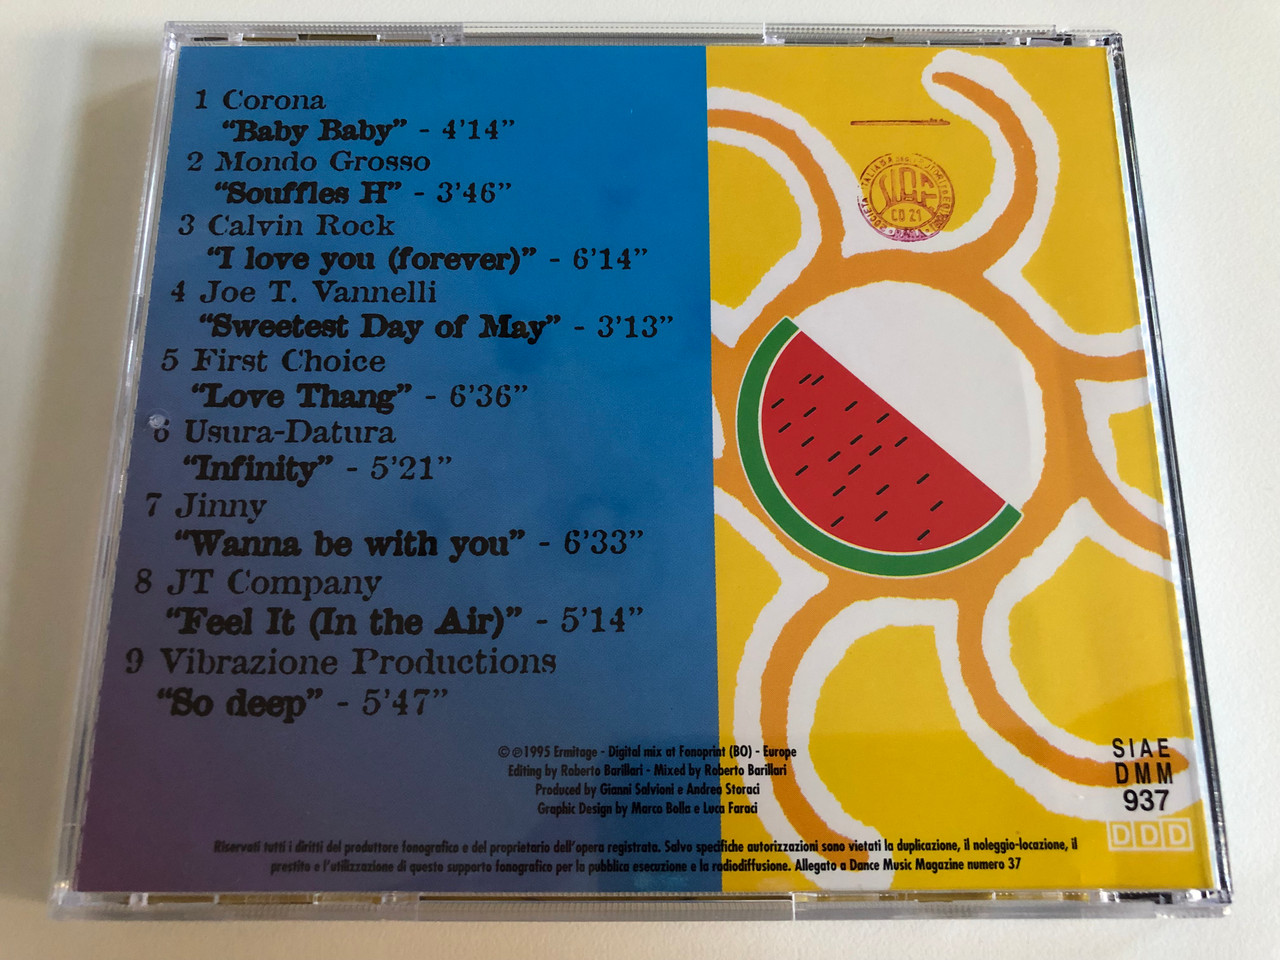 1 Corona
"Baby Baby" - 4'14"
2 Mondo Grosso
"Souffles H" - 3'46"
3 Calvin Rock
"I love you (forever)" - 6'14"
4 Joe T. Vannelli
"Sweetest Day of May" - 3'13"
5 First Choice
"Love Thang" - 6'36"
6 Usura-Datura
"Infinity" - 5'21"
7 Jinny
"Wanna be with you" - 6'33"
8 JT Company
"Feel It (In the Air)" - 5'14"
9 Vibrazione Productions
"So deep" - 5'47"
© ℗1995 Ermitage - Digital mix at Fonoprint (BO) - Europe
Editing by Roberto Barillari - Mixed by Roberto Barillari
Produced by Gianni Salvioni e Andrea Storaci
Graphic Design by Marco Bolla e Luca Faraci
Riservati tutti i diritti del produttore fonografico e del proprietario dell'opera registrata. Salvo specifiche autorizzazioni sono vietati la duplicazione, il noleggio-locazione, il
prestito e l'utilizzazione di questo supporto fonografico per la pubblica esecuzione e la radiodiffusione. Allegato a Dance Music Magazine numero 37
SIAE
CD 21
SIAE
DMM
937
DDD